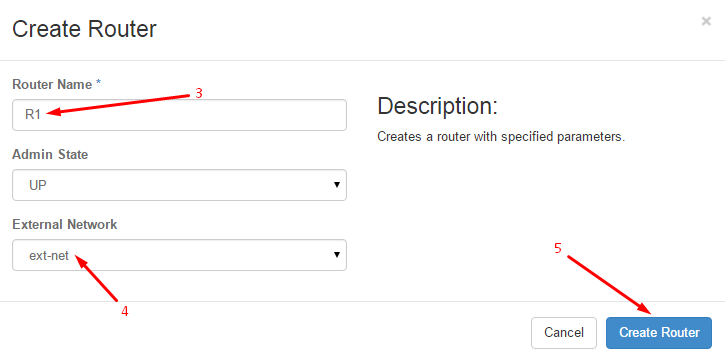 Create Router
×
Router Name *
3
R1
Description:
Creates a router with specified parameters.
Admin State
UP
External Network
ext-net
5
4
Cancel
Create Router